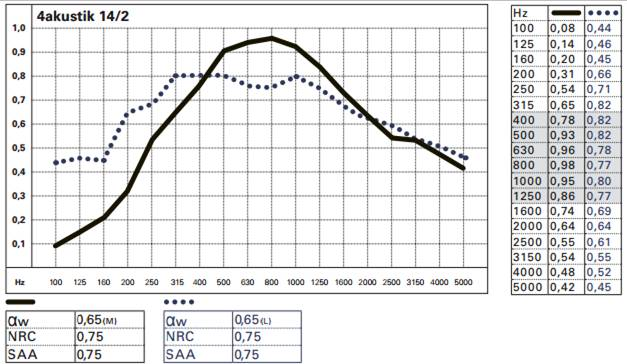 4akustik 14/2
1,0
0,9
0,8
0,7
0,6
0,5
0,4
0,3
0,2
0,1
Hz 100 125 160 200 250 315 400 500 630 800 1000 1250 1600 2000 2500 3150 4000 5000
αw 0,65(M)
NRC 0,75
SAA 0,75
αw 0,65(L)
NRC 0,75
SAA 0,75
Hz
100 0,08 0,44
125 0,14 0,46
160 0,20 0,45
200 0,31 0,66
250 0,54 0,71
315 0,65 0,82
400 0,78 0,82
500 0,93 0,82
630 0,96 0,78
800 0,98 0,77
1000 0,95 0,80
1250 0,86 0,77
1600 0,74 0,69
2000 0,64 0,64
2500 0,55 0,61
3150 0,54 0,55
4000 0,48 0,52
5000 0,42 0,45